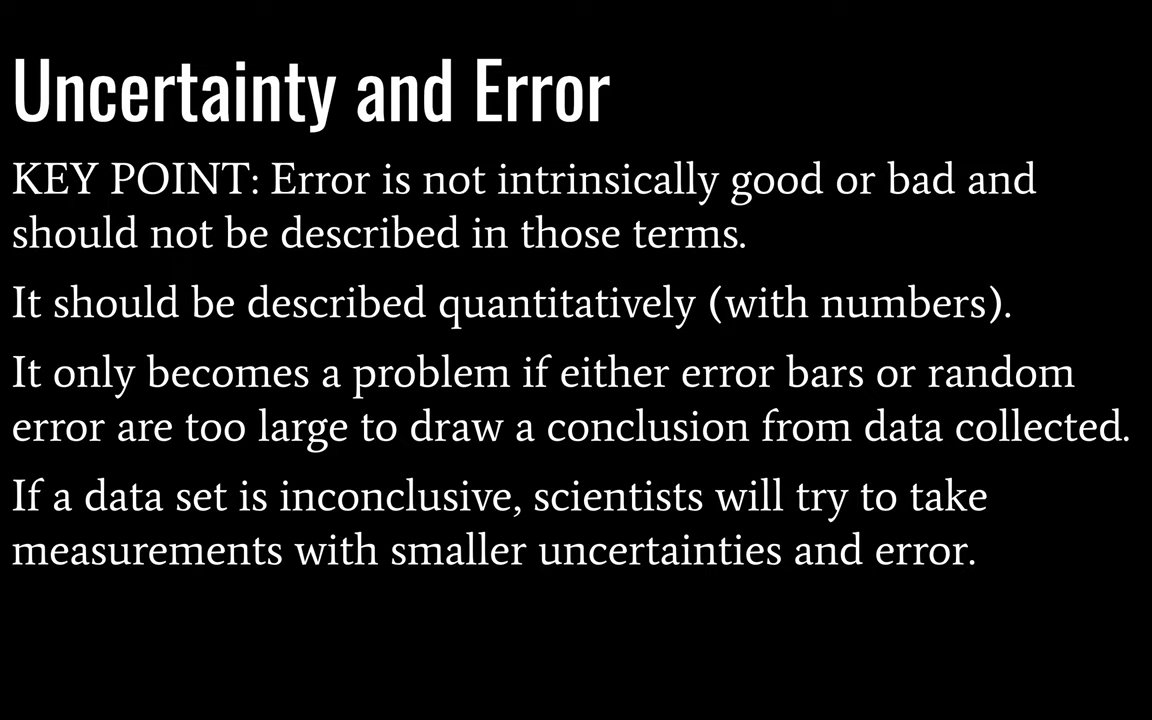 Uncertainty and Error
KEY POINT: Error is not intrinsically good or bad and
should not be described in those terms.
It should be described quantitatively (with numbers).
It only becomes a problem if either error bars or random
error are too large to draw a conclusion from data collected.
If a data set is inconclusive, scientists will try to take
measurements with smaller uncertainties and error.